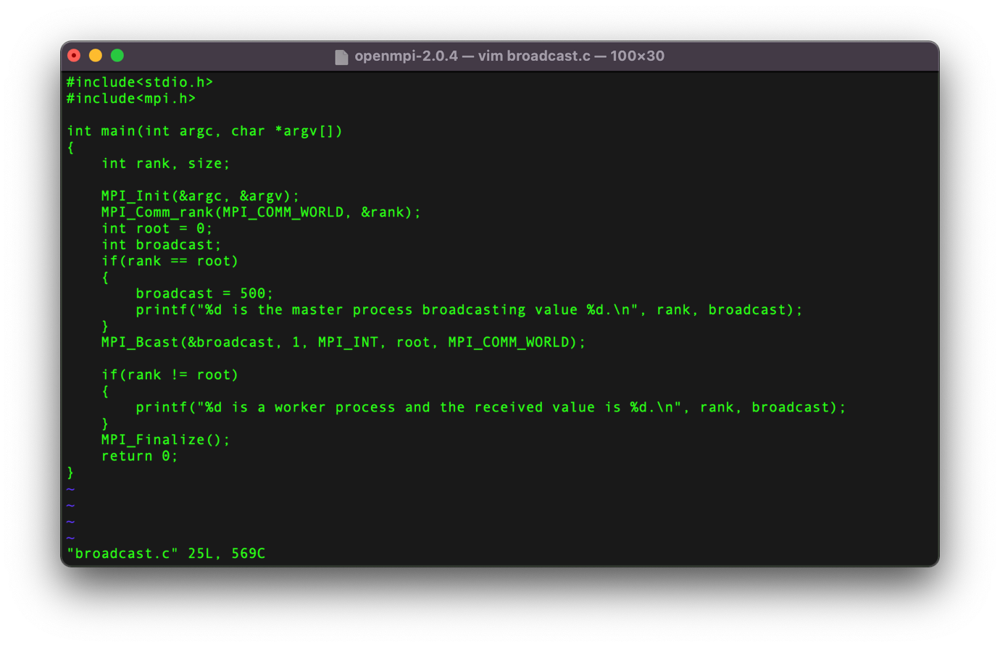 openmpi-2.0.4 — vim broadcast.c — 100×30
#include<stdio.h>
#include<mpi.h>

int main(int argc, char *argv[])
{
    int rank, size;

    MPI_Init(&argc, &argv);
    MPI_Comm_rank(MPI_COMM_WORLD, &rank);
    int root = 0;
    int broadcast;
    if(rank == root)
    {
        broadcast = 500;
        printf("%d is the master process broadcasting value %d.\n", rank, broadcast);
    }
    MPI_Bcast(&broadcast, 1, MPI_INT, root, MPI_COMM_WORLD);

    if(rank != root)
    {
        printf("%d is a worker process and the received value is %d.\n", rank, broadcast);
    }
    MPI_Finalize();
    return 0;
}
~
~
~
~
"broadcast.c" 25L, 569C